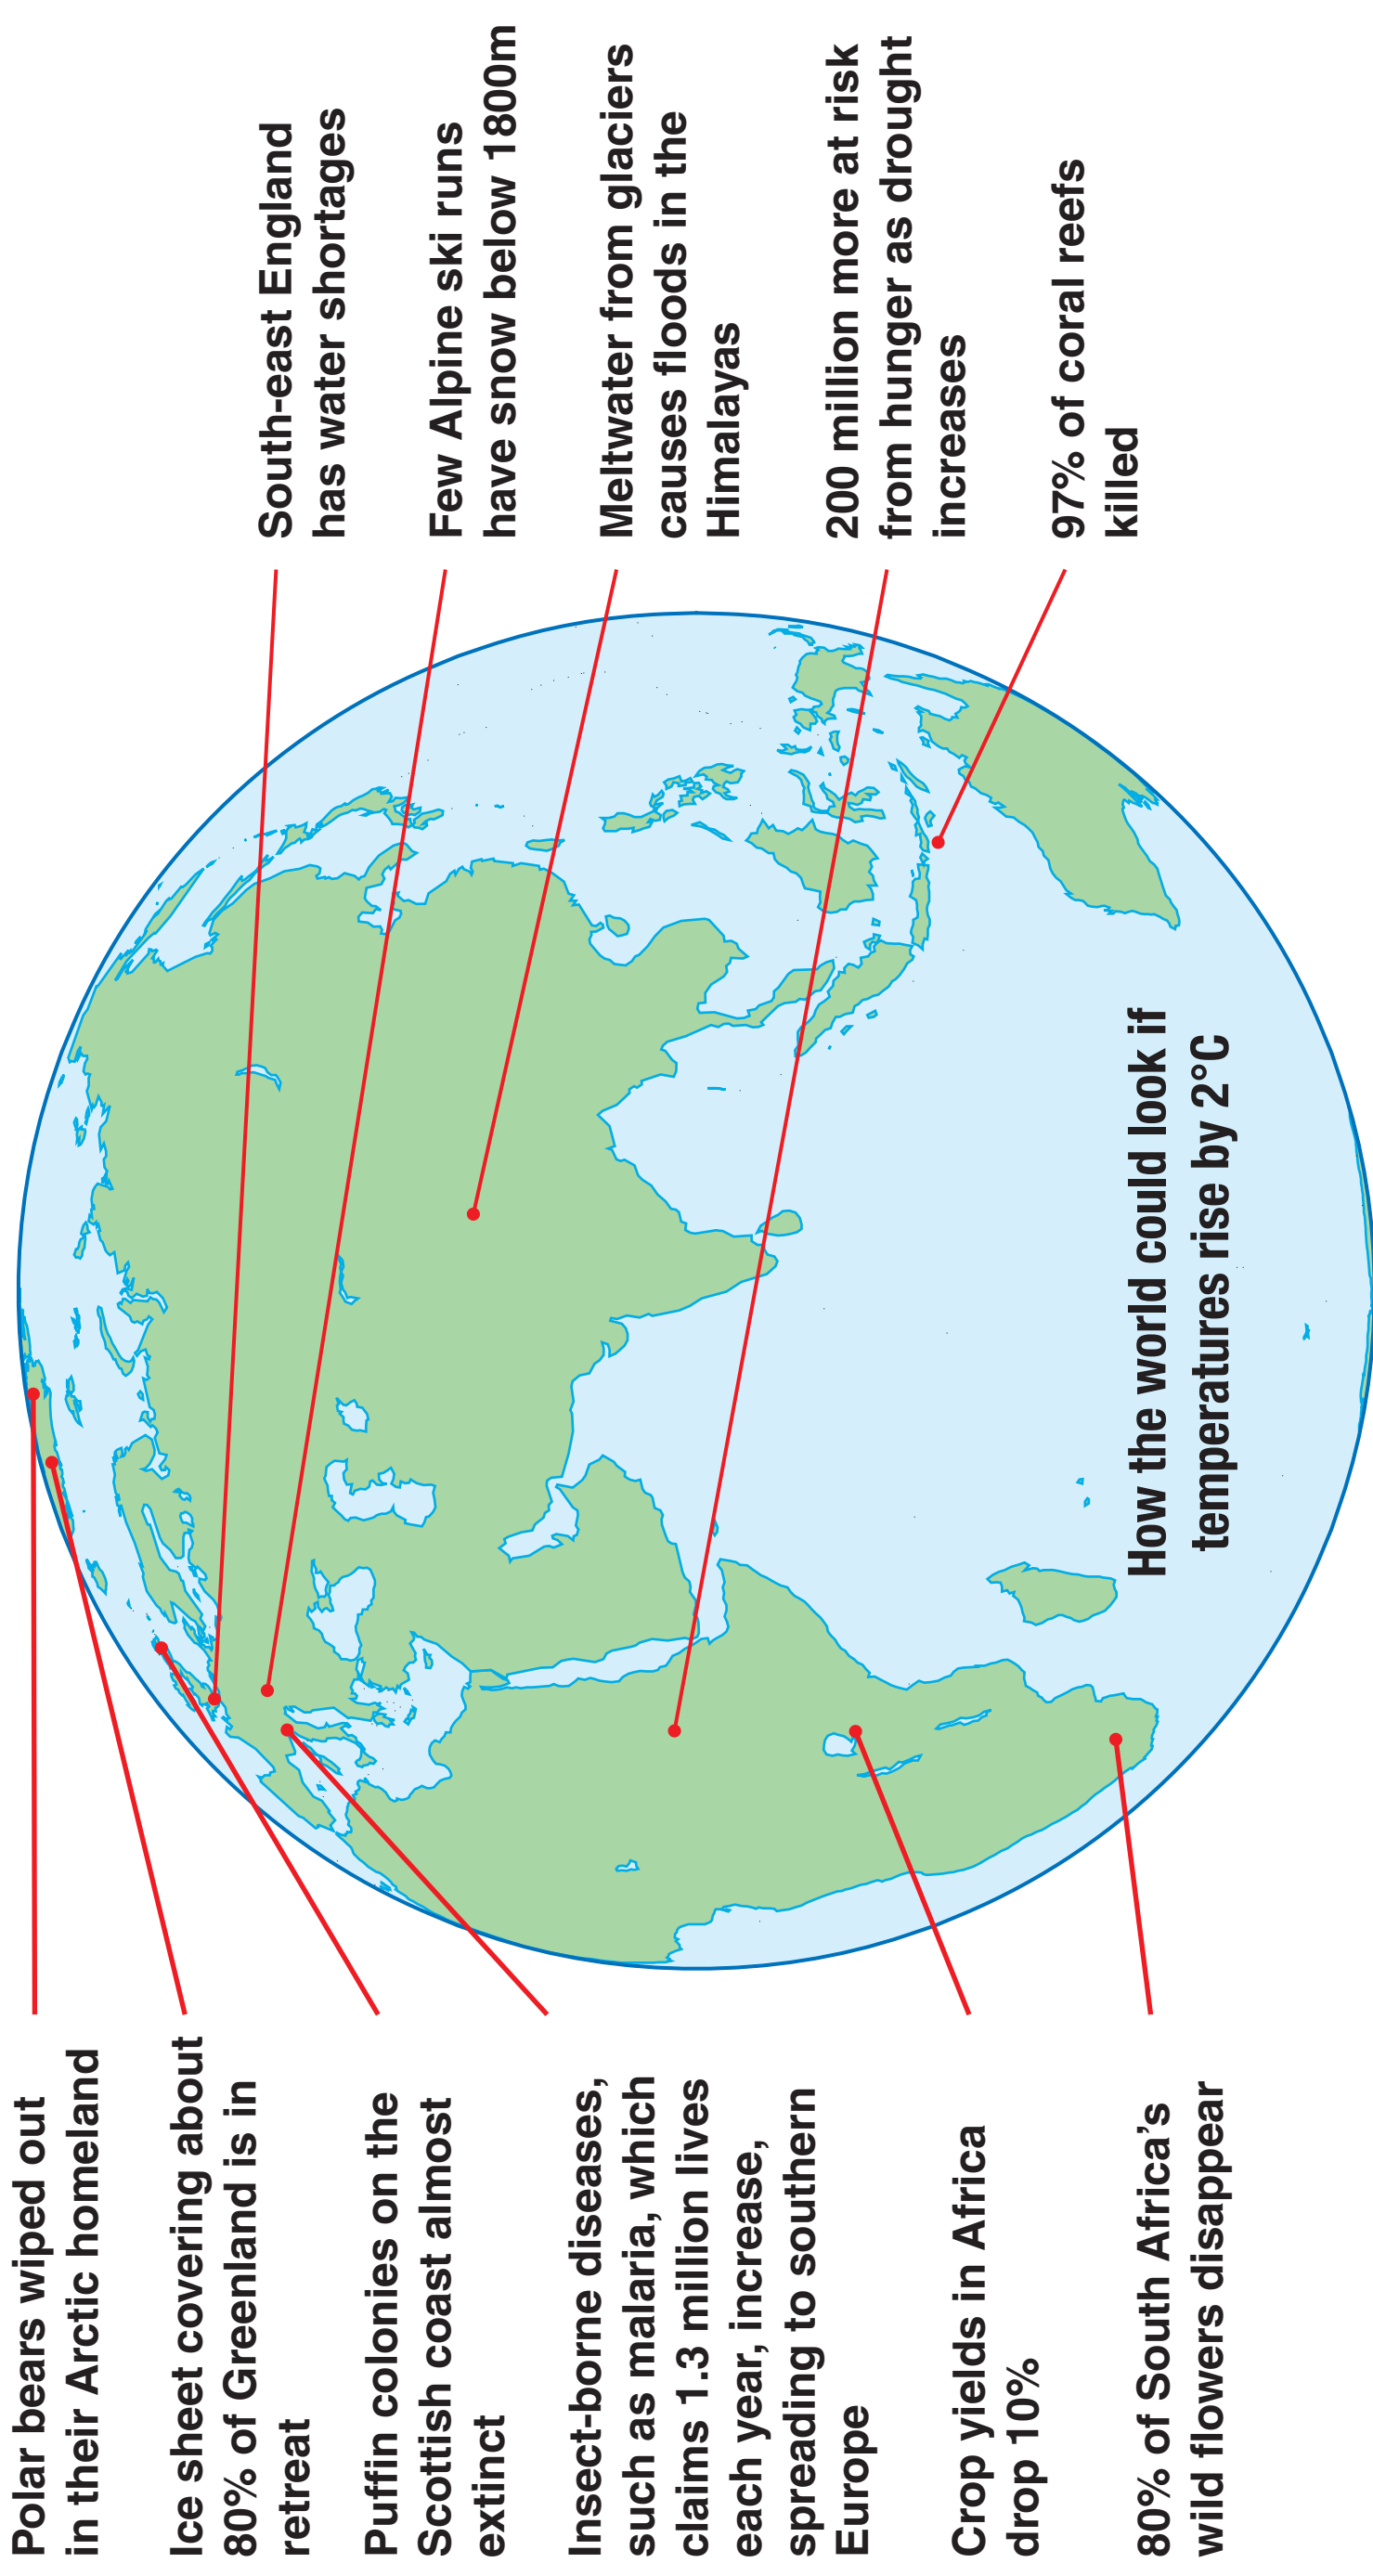 Polar bears wiped out
in their Arctic homeland
Ice sheet covering about
80% of Greenland is in
retreat
Puffin colonies on the
Scottish coast almost
extinct
Insect-borne diseases,
such as malaria, which
claims 1.3 million lives
each year, increase,
spreading to southern
Europe
Crop yields in Africa
drop 10%
80% of South Africa’s
wild flowers disappear
How the world could look if
temperatures rise by 2°C
South-east England
has water shortages
Few Alpine ski runs
have snow below 1800m
Meltwater from glaciers
causes floods in the
Himalayas
200 million more at risk
from hunger as drought
increases
97% of coral reefs
killed